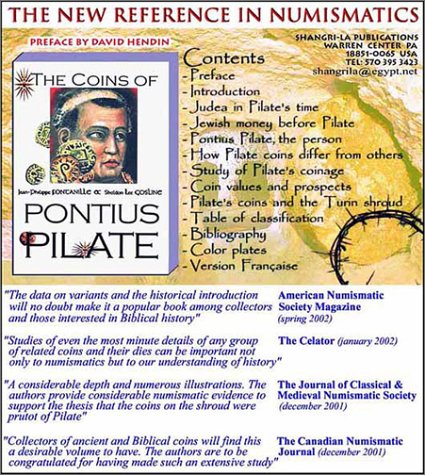 THE NEW REFERENCE IN NUMISMATICS
PREFACE BY DAVID HENDIN
SHANGRI-LA PUBLICATIONS
WARREN CENTER PA
18851-0065 USA
TEL: 570 395 3423
shangrila@egypt.net
THE COINS OF
Jean-Philippe FONTANILLE & Sheldon Lee GOSLINE
PONTIUS
PILATE
Contents
- Preface
- Introduction
- Judea in Pilate's time
- Jewish money before Pilate
- Pontius Pilate, the person
- How Pilate coins differ from others
- Study of Pilate's coinage
- Coin values and prospects
- Pilate's coins and the Turin shroud
- Table of classification
- Bibliography
- Color plates
- Version Française
"The data on variants and the historical introduction
will no doubt make it a popular book among collectors
and those interested in Biblical history"
American Numismatic
Society Magazine
(spring 2002)
"Studies of even the most minute details of any group
of related coins and their dies can be important not
only to numismatics but to our understanding of history"
The Celator (january 2002)
"A considerable depth and numerous illustrations. The
authors provide considerable numismatic evidence to
support the thesis that the coins on the shroud were
prutot of Pilate"
The Journal of Classical &
Medieval Numismatic Society
(december 2001)
"Collectors of ancient and Biblical coins will find this
a desirable volume to have. The authors are to be
congratulated for having made such an extensive study"
The Canadian Numismatic
Journal (december 2001)